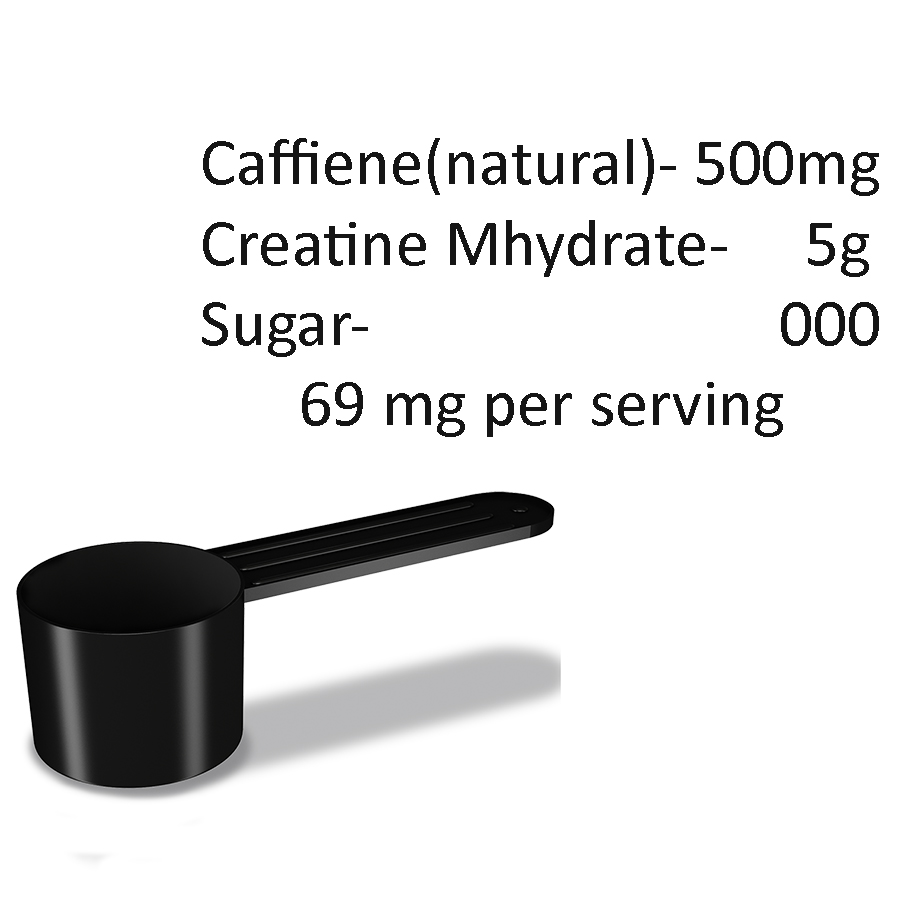 Caffiene(natural)- 500mg
Creatine Mhydrate- 5g
Sugar- 000
69 mg per serving